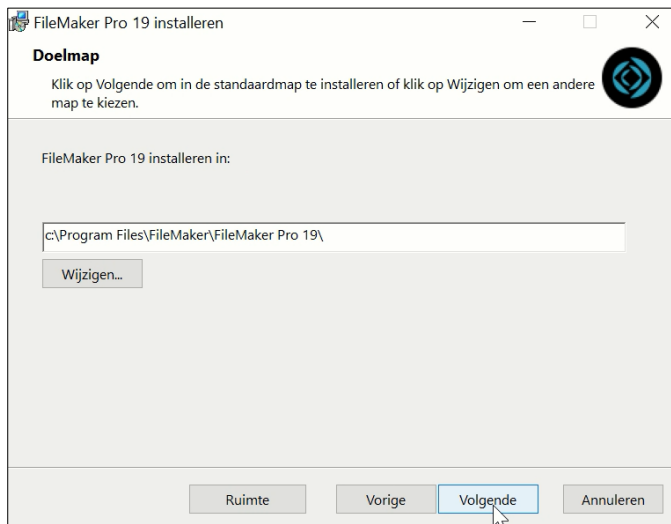 FileMaker Pro 19 installeren
Doelmap
Klik op Volgende om in de standaardmap te installeren of klik op Wijzigen om een andere
map te kiezen.
FileMaker Pro 19 installeren in:
c:\Program Files\FileMaker\FileMaker Pro 19\
Wijzigen...
Ruimte
Vorige
Volgende
Annuleren